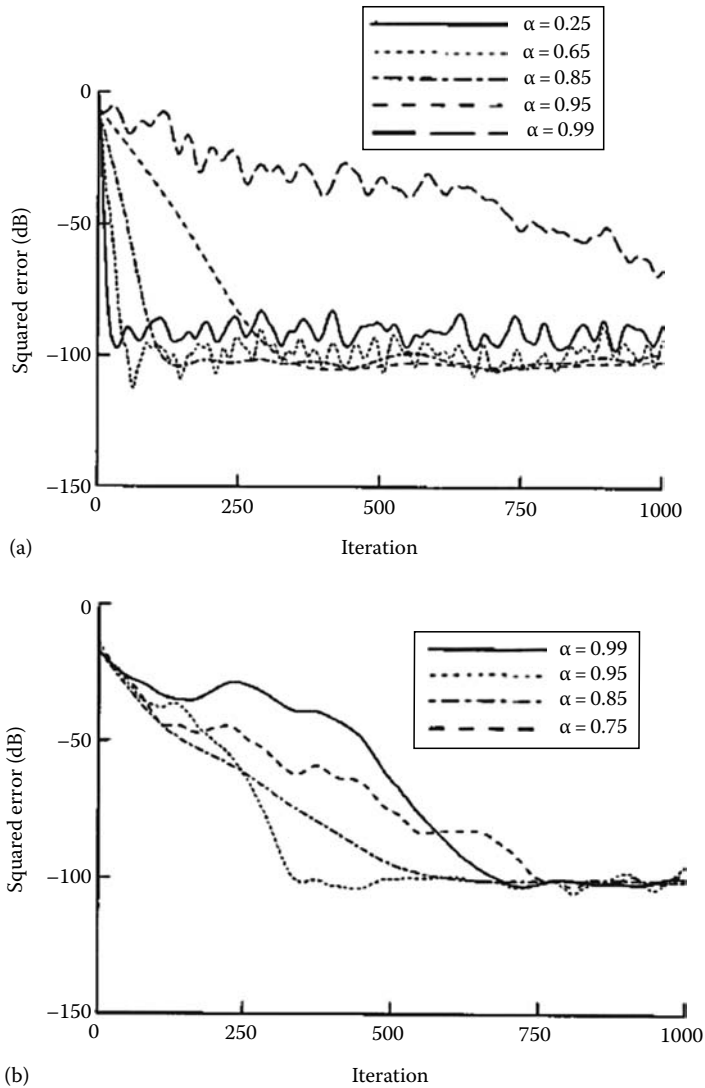 α = 0.25
α = 0.65
α = 0.85
α = 0.95
α = 0.99
0
−50
−100
−150
Squared error (dB)
0
250
500
750
1000
Iteration
(a)
α = 0.99
α = 0.95
α = 0.85
α = 0.75
0
−50
−100
−150
Squared error (dB)
0
250
500
750
1000
Iteration
(b)